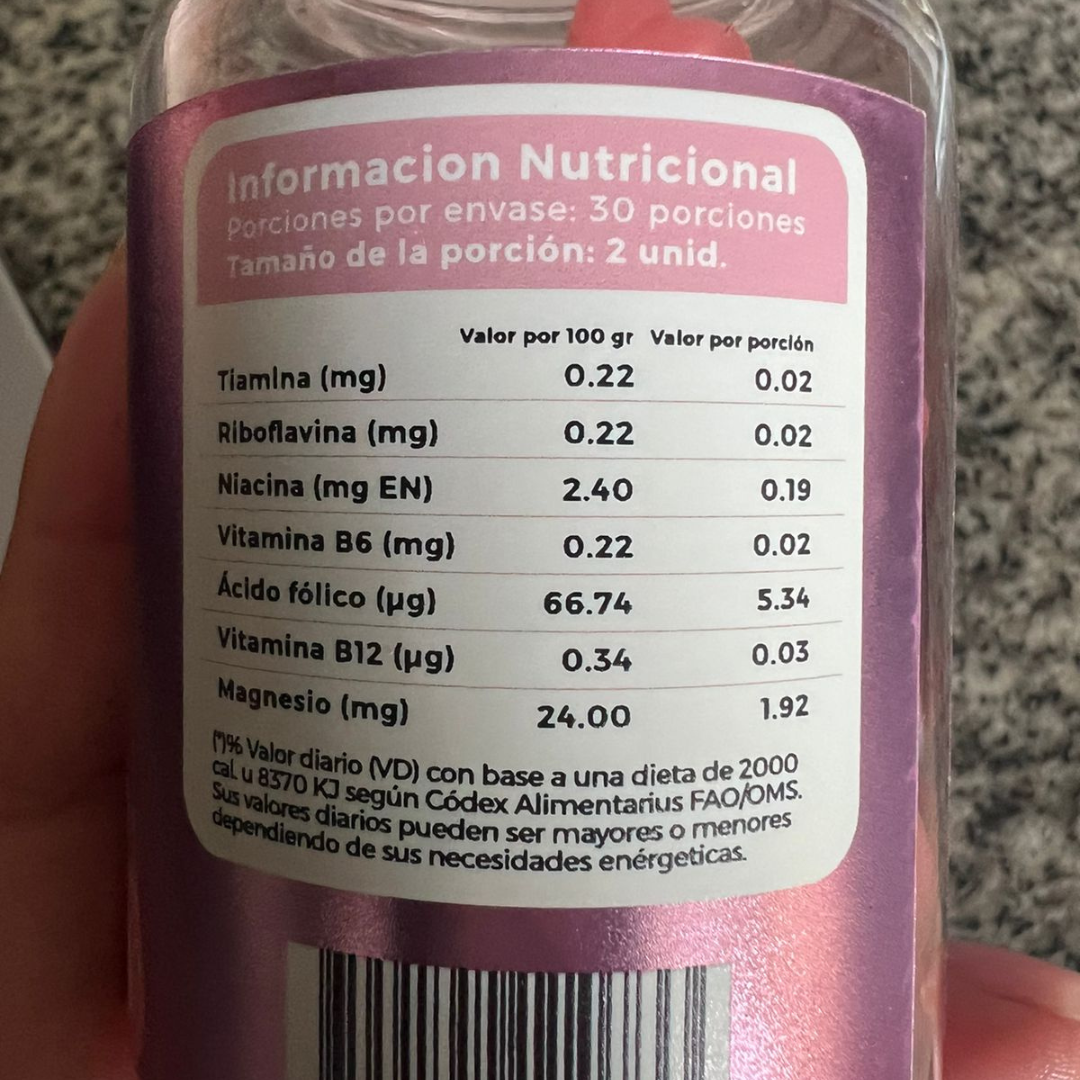 Informacion Nutricional
Porciones por envase: 30 porciones
Tamaño de la porción: 2 unid.
Valor por 100 gr Valor por porción
Tiamina (mg) 0.22 0.02
Riboflavina (mg) 0.22 0.02
Niacina (mg EN) 2.40 0.19
Vitamina B6 (mg) 0.22 0.02
Ácido fólico (µg) 66.74 5.34
Vitamina B12 (µg) 0.34 0.03
Magnesio (mg) 24.00 1.92
(*)% Valor diario (VD) con base a una dieta de 2000
cal. u 8370 KJ según Códex Alimentarius FAO/OMS.
Sus valores diarios pueden ser mayores o menores
dependiendo de sus necesidades enérgeticas.